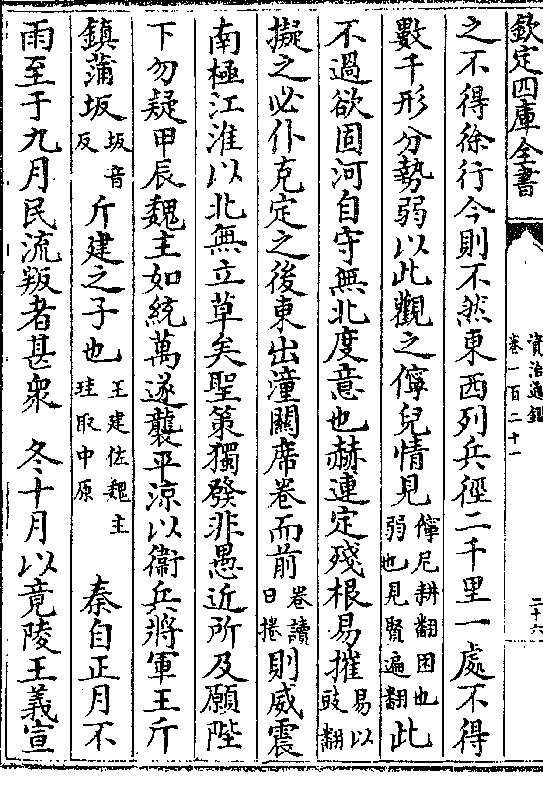 欽定四庫全書
資治通鑑
卷一百二十一
二十六
之不得徐行今則不然東西列兵徑二千里一處不得
數千形分勢弱以此觀之儜兒情見儜尼耕翻困也弱也見賢遍翻此
不過欲固河自守無北度意也赫連定殘根易摧易以豉翻
擬之必仆克定之後東出潼關席卷而前卷讀曰捲則威震
南極江淮以北無立草矣聖策獨發非愚近所及願陛
下勿疑甲辰魏主如統萬遂襲平涼以衞兵將軍王斤
鎮蒲坂坂音反斤建之子也王建佐魏主珪取中原秦自正月不
雨至于九月民流叛者甚衆 冬十月以竟陵王義宣